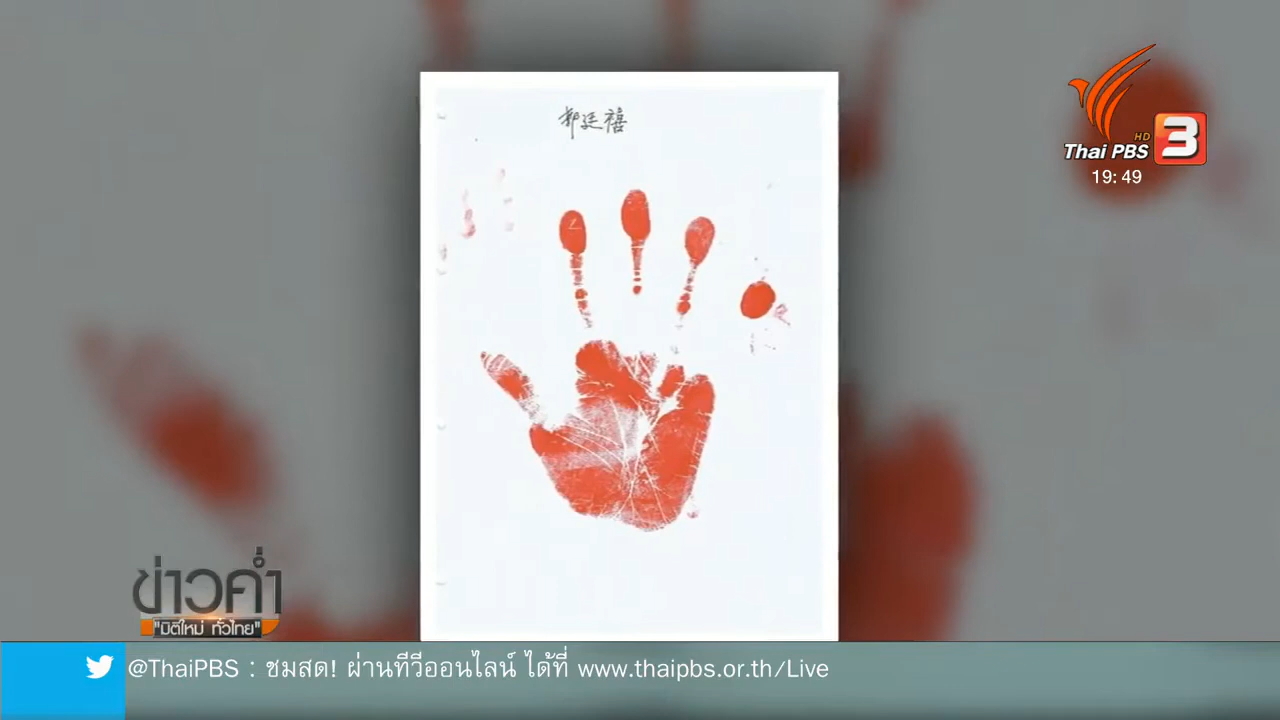 郑廷禧
HD
Thai PBS 3
19:49
ข่าวค่ำ
"มิติใหม่ ทั่วไทย"
@ThaiPBS : ชมสด! ผ่านทีวีออนไลน์ ได้ที่ www.thaipbs.or.th/Live